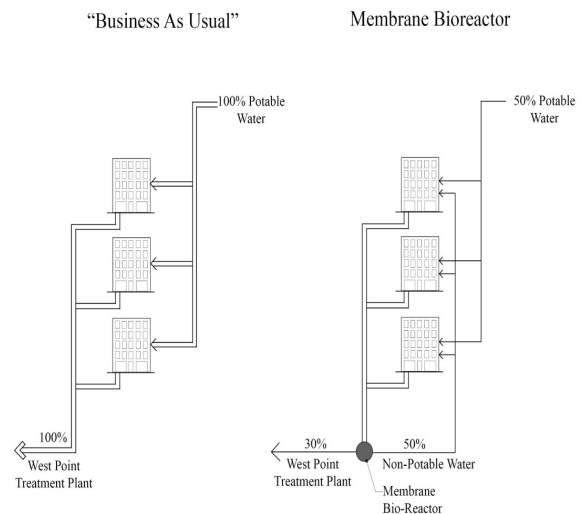 “Business As Usual”
100% Potable
Water
100%
West Point
Treatment Plant
Membrane Bioreactor
50% Potable
Water
30%
West Point
Treatment Plant
50%
Non-Potable Water
Membrane
Bio-Reactor